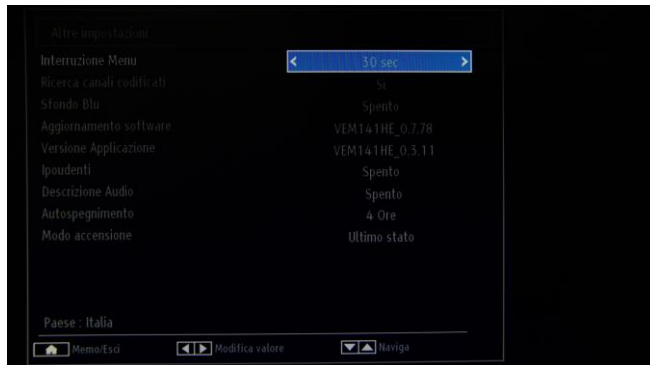 Altre impostazioni
Interruzione Menu 30 sec
Ricerca canali codificati Sì
Sfondo Blu Spento
Aggiornamento software VEM141HE_0.7.78
Versione Applicazione VEM141HE_0.3.11
Ipoudenti Spento
Descrizione Audio Spento
Autospegnimento 4 Ore
Modo accensione Ultimo stato
Paese : Italia
Memo/Esci Modifica valore Naviga